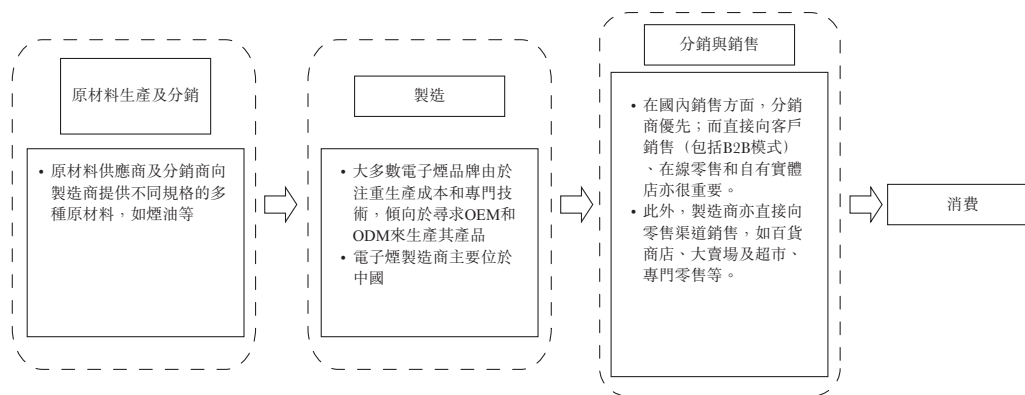 原材料生產及分銷
• 原材料供應商及分銷商向
製造商提供不同規格的多
種原材料，如煙油等
製造
• 大多數電子煙品牌由於
注重生產成本和專門技
術，傾向於尋求OEM和
ODM來生產其產品
• 電子煙製造商主要位於
中國
分銷與銷售
• 在國內銷售方面，分銷
商優先；而直接向客戶
銷售（包括B2B模式）
、在線零售和自有實體
店亦很重要。
• 此外，製造商亦直接向
零售渠道銷售，如百貨
商店、大賣場及超市、
專門零售等。
消費